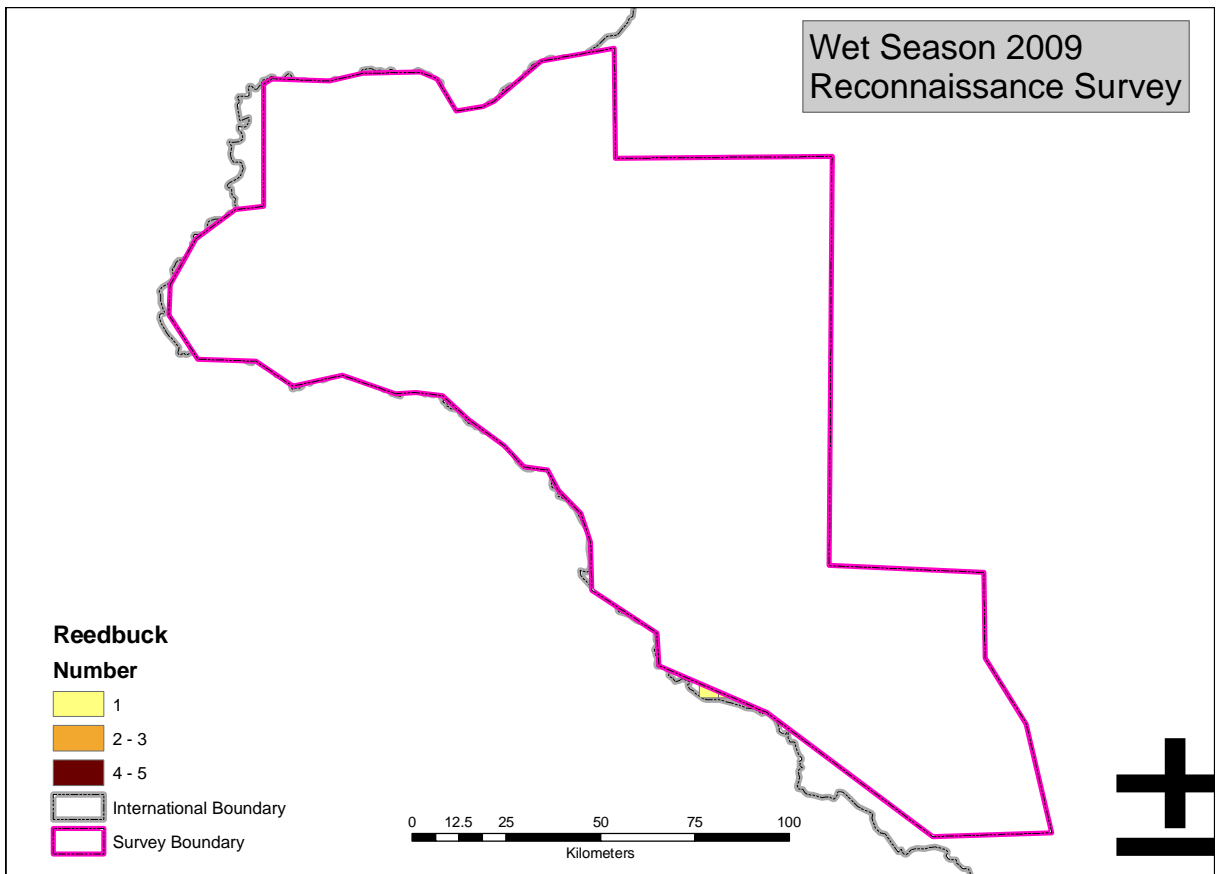 Wet Season 2009
Reconnaissance Survey
Reedbuck
Number
1
2 - 3
4 - 5
International Boundary
Survey Boundary
0 12.5 25 50 75 100
Kilometers